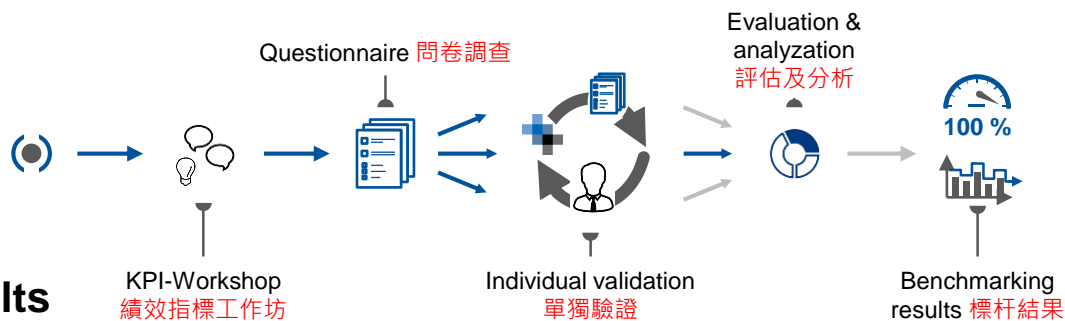 Evaluation &
analyzation
評估及分析
Questionnaire 問卷調查
100 %
KPI-Workshop
績效指標工作坊
Individual validation
單獨驗證
Benchmarking
results 標杆結果
lts